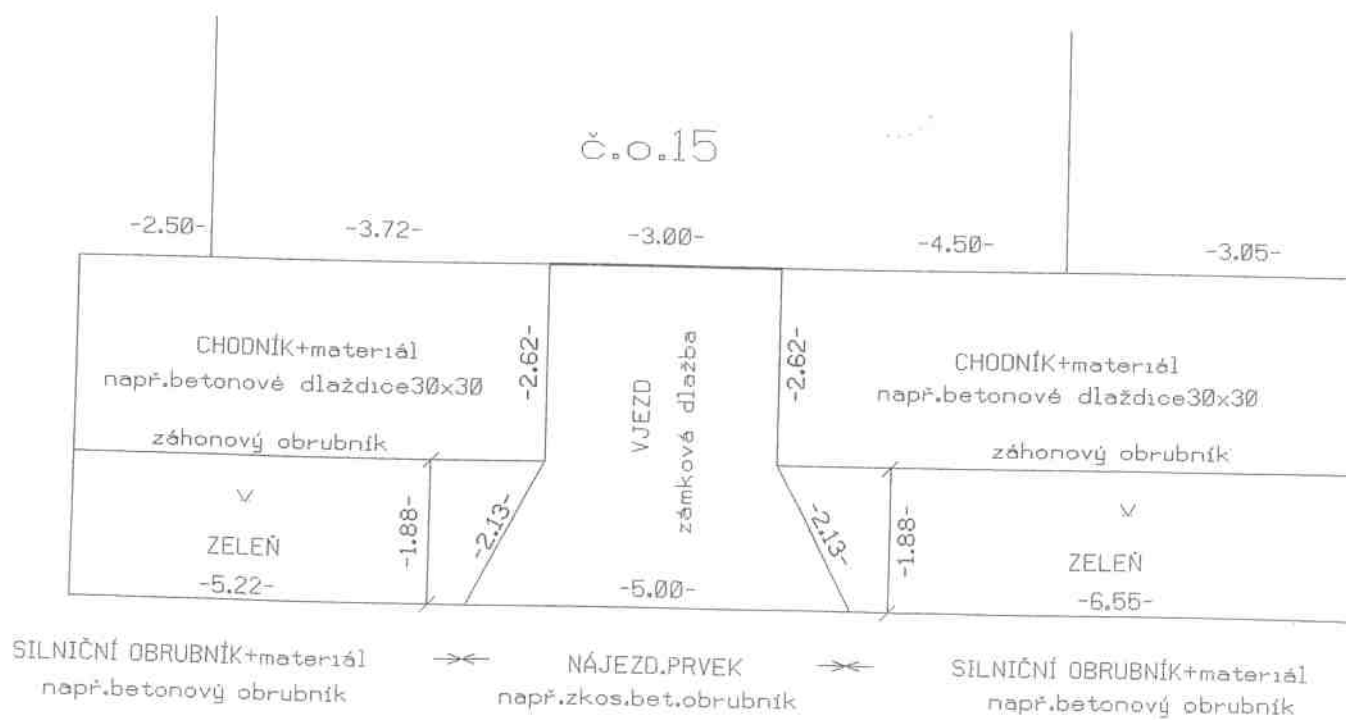 č.o.15
-2.50-
-3.72-
-3.00-
-4.50-
-3.05-
CHODNÍK+materiál
např.betonové dlaždice30x30
záhonový obrubník
-2.62-
VJEZD
zámková dlažba
-2.62-
CHODNÍK+materiál
např.betonové dlaždice30x30
záhonový obrubník
ZELEŇ
-5.22-
-1.88-
-2.13-
-5.00-
-2.13-
-1.88-
ZELEŇ
-6.55-
SILNIČNÍ OBRUBNÍK+materiál
např.betonový obrubník
NÁJEZD.PRVEK
např.zkos.bet.obrubník
SILNIČNÍ OBRUBNÍK+materiál
např.betonový obrubník